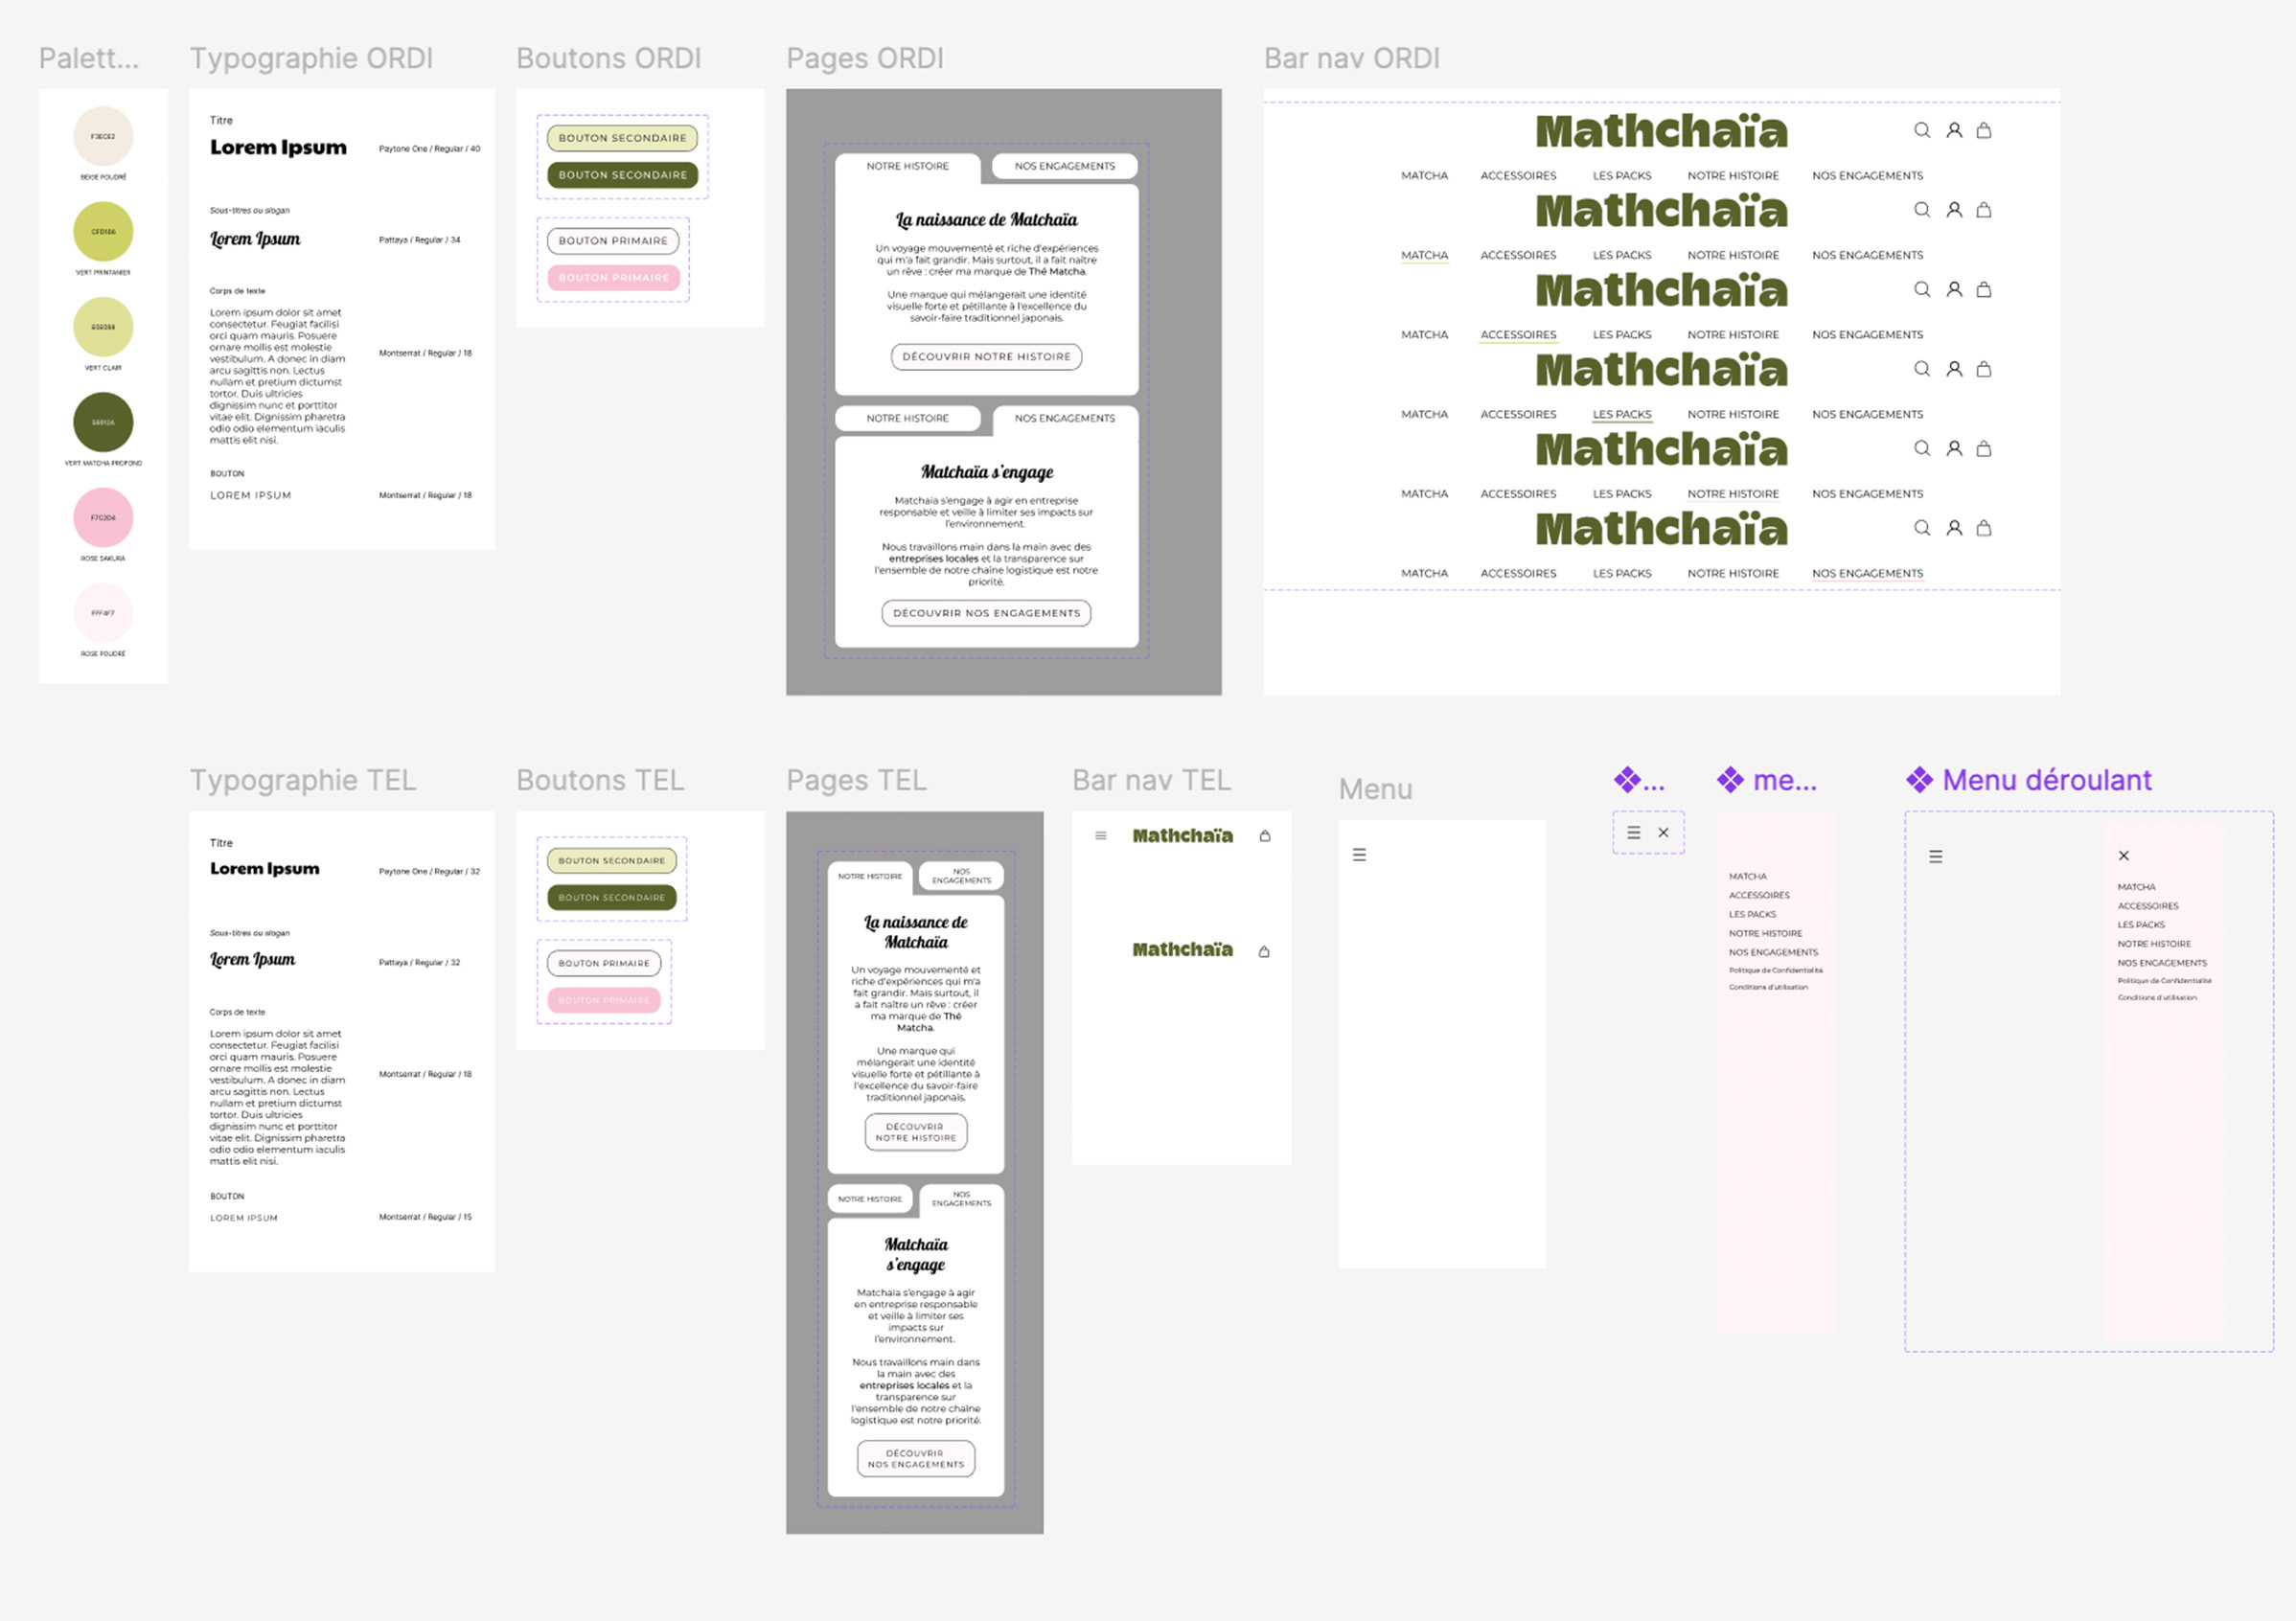 Palett...
F3ECE2
BEIGE POUDRÉ
CFD166
VERT PRINTANIER
VERT CLAIR
VERT MATCHA PROFOND
F7C2D4
ROSE SAKURA
FFF4F7
ROSE POUDRÉ
Typographie ORDI
Titre
Lorem Ipsum
Paytone One / Regular / 40
Sous-titres ou slogan
Lorem Ipsum
Pattaya / Regular / 34
Corps de texte
Lorem ipsum dolor sit amet
consectetur. Feugiat facilisi
orci quam mauris. Posuere
ornare mollis est molestie
vestibulum. A donec in diam
arcu sagittis non. Lectus
nullam et pretium dictumst
tortor. Duis ultricies
dignissim nunc et porttitor
vitae elit. Dignissim pharetra
odio odio elementum iaculis
mattis elit nisi.
Montserrat / Regular / 18
BOUTON
LOREM IPSUM
Montserrat / Regular / 18
Boutons ORDI
BOUTON SECONDAIRE
BOUTON SECONDAIRE
BOUTON PRIMAIRE
BOUTON PRIMAIRE
Pages ORDI
NOTRE HISTOIRE NOS ENGAGEMENTS
La naissance de Matchaïa
Un voyage mouvementé et riche d'expériences
qui m'a fait grandir. Mais surtout, il a fait naître
un rêve : créer ma marque de Thé Matcha.
Une marque qui mélangerait une identité
visuelle forte et pétillante à l'excellence du
savoir-faire traditionnel japonais.
DÉCOUVRIR NOTRE HISTOIRE
NOTRE HISTOIRE NOS ENGAGEMENTS
Matchaïa s'engage
Matchaïa s'engage à agir en entreprise
responsable et veille à limiter ses impacts sur
l'environnement.
Nous travaillons main dans la main avec des
entreprises locales et la transparence sur
l'ensemble de notre chaîne logistique est notre
priorité.
DÉCOUVRIR NOS ENGAGEMENTS
Bar nav ORDI
Mathchaïa
MATCHA ACCESSOIRES LES PACKS NOTRE HISTOIRE NOS ENGAGEMENTS
Mathchaïa
MATCHA ACCESSOIRES LES PACKS NOTRE HISTOIRE NOS ENGAGEMENTS
Mathchaïa
MATCHA ACCESSOIRES LES PACKS NOTRE HISTOIRE NOS ENGAGEMENTS
Mathchaïa
MATCHA ACCESSOIRES LES PACKS NOTRE HISTOIRE NOS ENGAGEMENTS
Mathchaïa
MATCHA ACCESSOIRES LES PACKS NOTRE HISTOIRE NOS ENGAGEMENTS
Mathchaïa
MATCHA ACCESSOIRES LES PACKS NOTRE HISTOIRE NOS ENGAGEMENTS
Typographie TEL
Titre
Lorem Ipsum
Paytone One / Regular / 32
Sous-titres ou slogan
Lorem Ipsum
Pattaya / Regular / 32
Corps de texte
Lorem ipsum dolor sit amet
consectetur. Feugiat facilisi
orci quam mauris. Posuere
ornare mollis est molestie
vestibulum. A donec in diam
arcu sagittis non. Lectus
nullam et pretium dictumst
tortor. Duis ultricies
dignissim nunc et porttitor
vitae elit. Dignissim pharetra
odio odio elementum iaculis
mattis elit nisi.
Montserrat / Regular / 18
BOUTON
LOREM IPSUM
Montserrat / Regular / 15
Boutons TEL
BOUTON SECONDAIRE
BOUTON SECONDAIRE
BOUTON PRIMAIRE
BOUTON PRIMAIRE
Pages TEL
NOTRE HISTOIRE
NOS
ENGAGEMENTS
La naissance de
Matchaïa
Un voyage mouvementé et
riche d'expériences qui m'a
fait grandir. Mais surtout, il
a fait naître un rêve : créer
ma marque de Thé
Matcha.
Une marque qui
mélangerait une identité
visuelle forte et pétillante à
l'excellence du savoir-faire
traditionnel japonais.
DÉCOUVRIR
NOTRE HISTOIRE
NOTRE HISTOIRE
NOS
ENGAGEMENTS
Matchaïa
s'engage
Matchaïa s'engage à agir
en entreprise responsable
et veille à limiter ses
impacts sur
l'environnement.
Nous travaillons main dans
la main avec des
entreprises locales et la
transparence sur
l'ensemble de notre chaîne
logistique est notre priorité.
DÉCOUVRIR
NOS ENGAGEMENTS
Bar nav TEL
Mathchaïa
Mathchaïa
Menu
...
me...
MATCHA
ACCESSOIRES
LES PACKS
NOTRE HISTOIRE
NOS ENGAGEMENTS
Politique de Confidentialité
Conditions d'utilisation
Menu déroulant
MATCHA
ACCESSOIRES
LES PACKS
NOTRE HISTOIRE
NOS ENGAGEMENTS
Politique de Confidentialité
Conditions d'utilisation